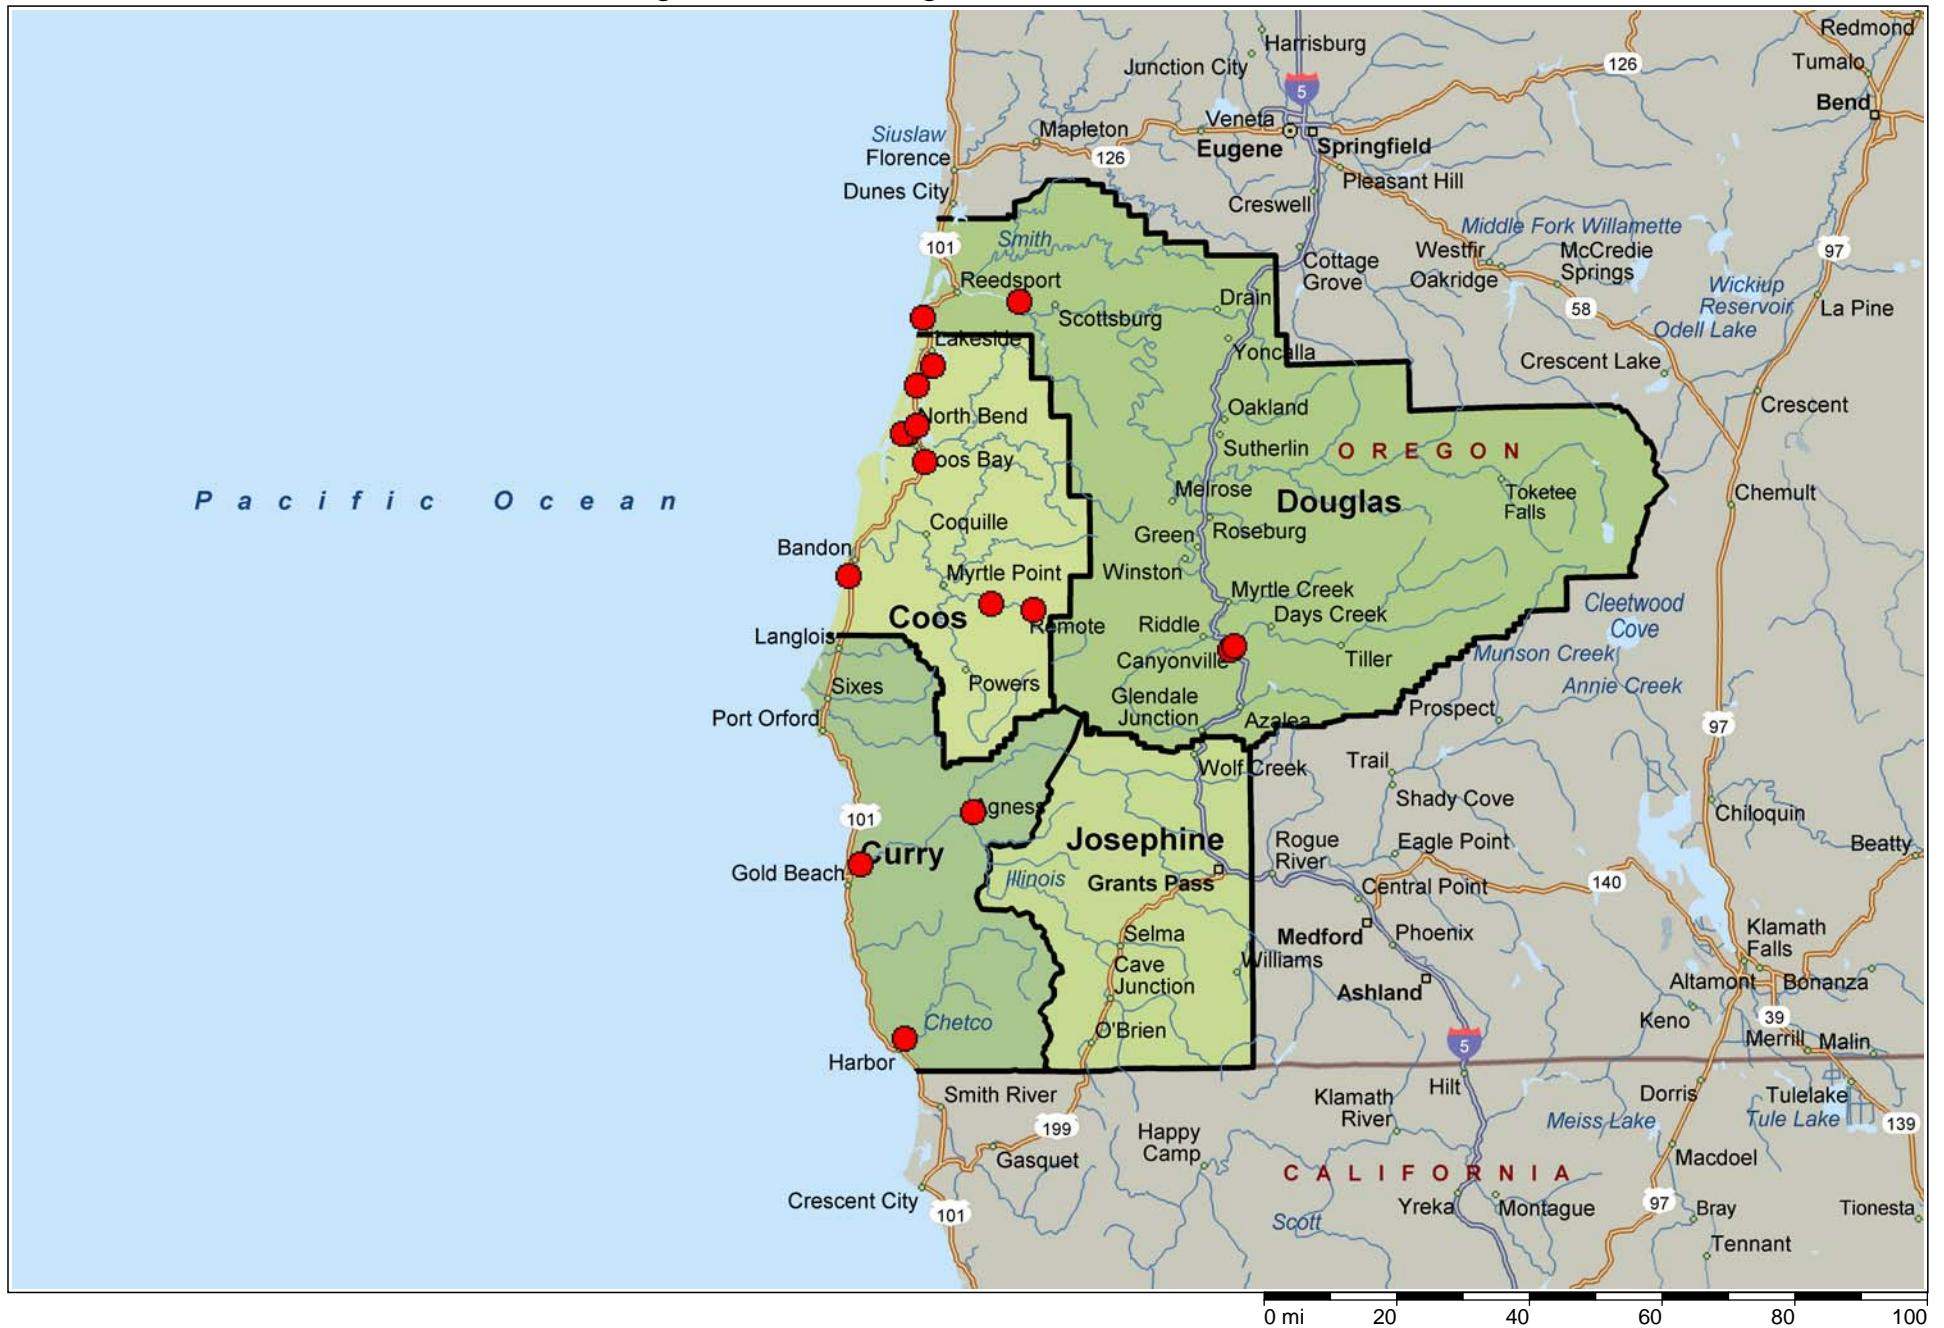 Redmond
Harrisburg
Tumalo
126
Junction City
5
Bend
Veneta
Siuslaw
Mapleton
Florence
126
Eugene
Springfield
Pleasant Hill
Dunes City
Creswell
Middle Fork Willamette
101
Smith
Westfir
McCredie
Springs
97
Cottage
Grove
Oakridge
Reedsport
Wickiup
Reservoir
Drain
58
La Pine
Scottsburg
Odell Lake
Lakeside
Yoncalla
Crescent Lake
Crescent
North Bend
Oakland
Sutherlin
OREGON
oos Bay
Melrose
Toketee
Falls
Chemult
Pacific Ocean
Douglas
Coquille
Green
Roseburg
Bandon
Myrtle Point
Winston
Myrtle Creek
Cleetwood
Cove
Days Creek
Coos
Remote
Riddle
Langlois
Canyonville
Tiller
Munson Creek
Powers
Sixes
Annie Creek
Glendale
Junction
Port Orford
Azalea
Prospect
97
Wolf Creek
Trail
Shady Cove
Agness
101
Chiloquin
Josephine
Rogue
River
Eagle Point
Beatty
Curry
Gold Beach
Illinois
Grants Pass
Central Point
140
Selma
Medford
Phoenix
Klamath
Falls
Cave
Junction
Williams
Altamont
Bonanza
Ashland
Chetco
O'Brien
Keno
39
Merrill
Malin
5
Harbor
Smith River
Hilt
Klamath
River
Dorris
Tulelake
Meiss Lake
Tule Lake
139
199
Happy
Camp
Gasquet
Macdoel
CALIFORNIA
Crescent City
101
Yreka
Montague
97
Bray
Tionesta
Scott
Tennant
0 mi 20 40 60 80 100